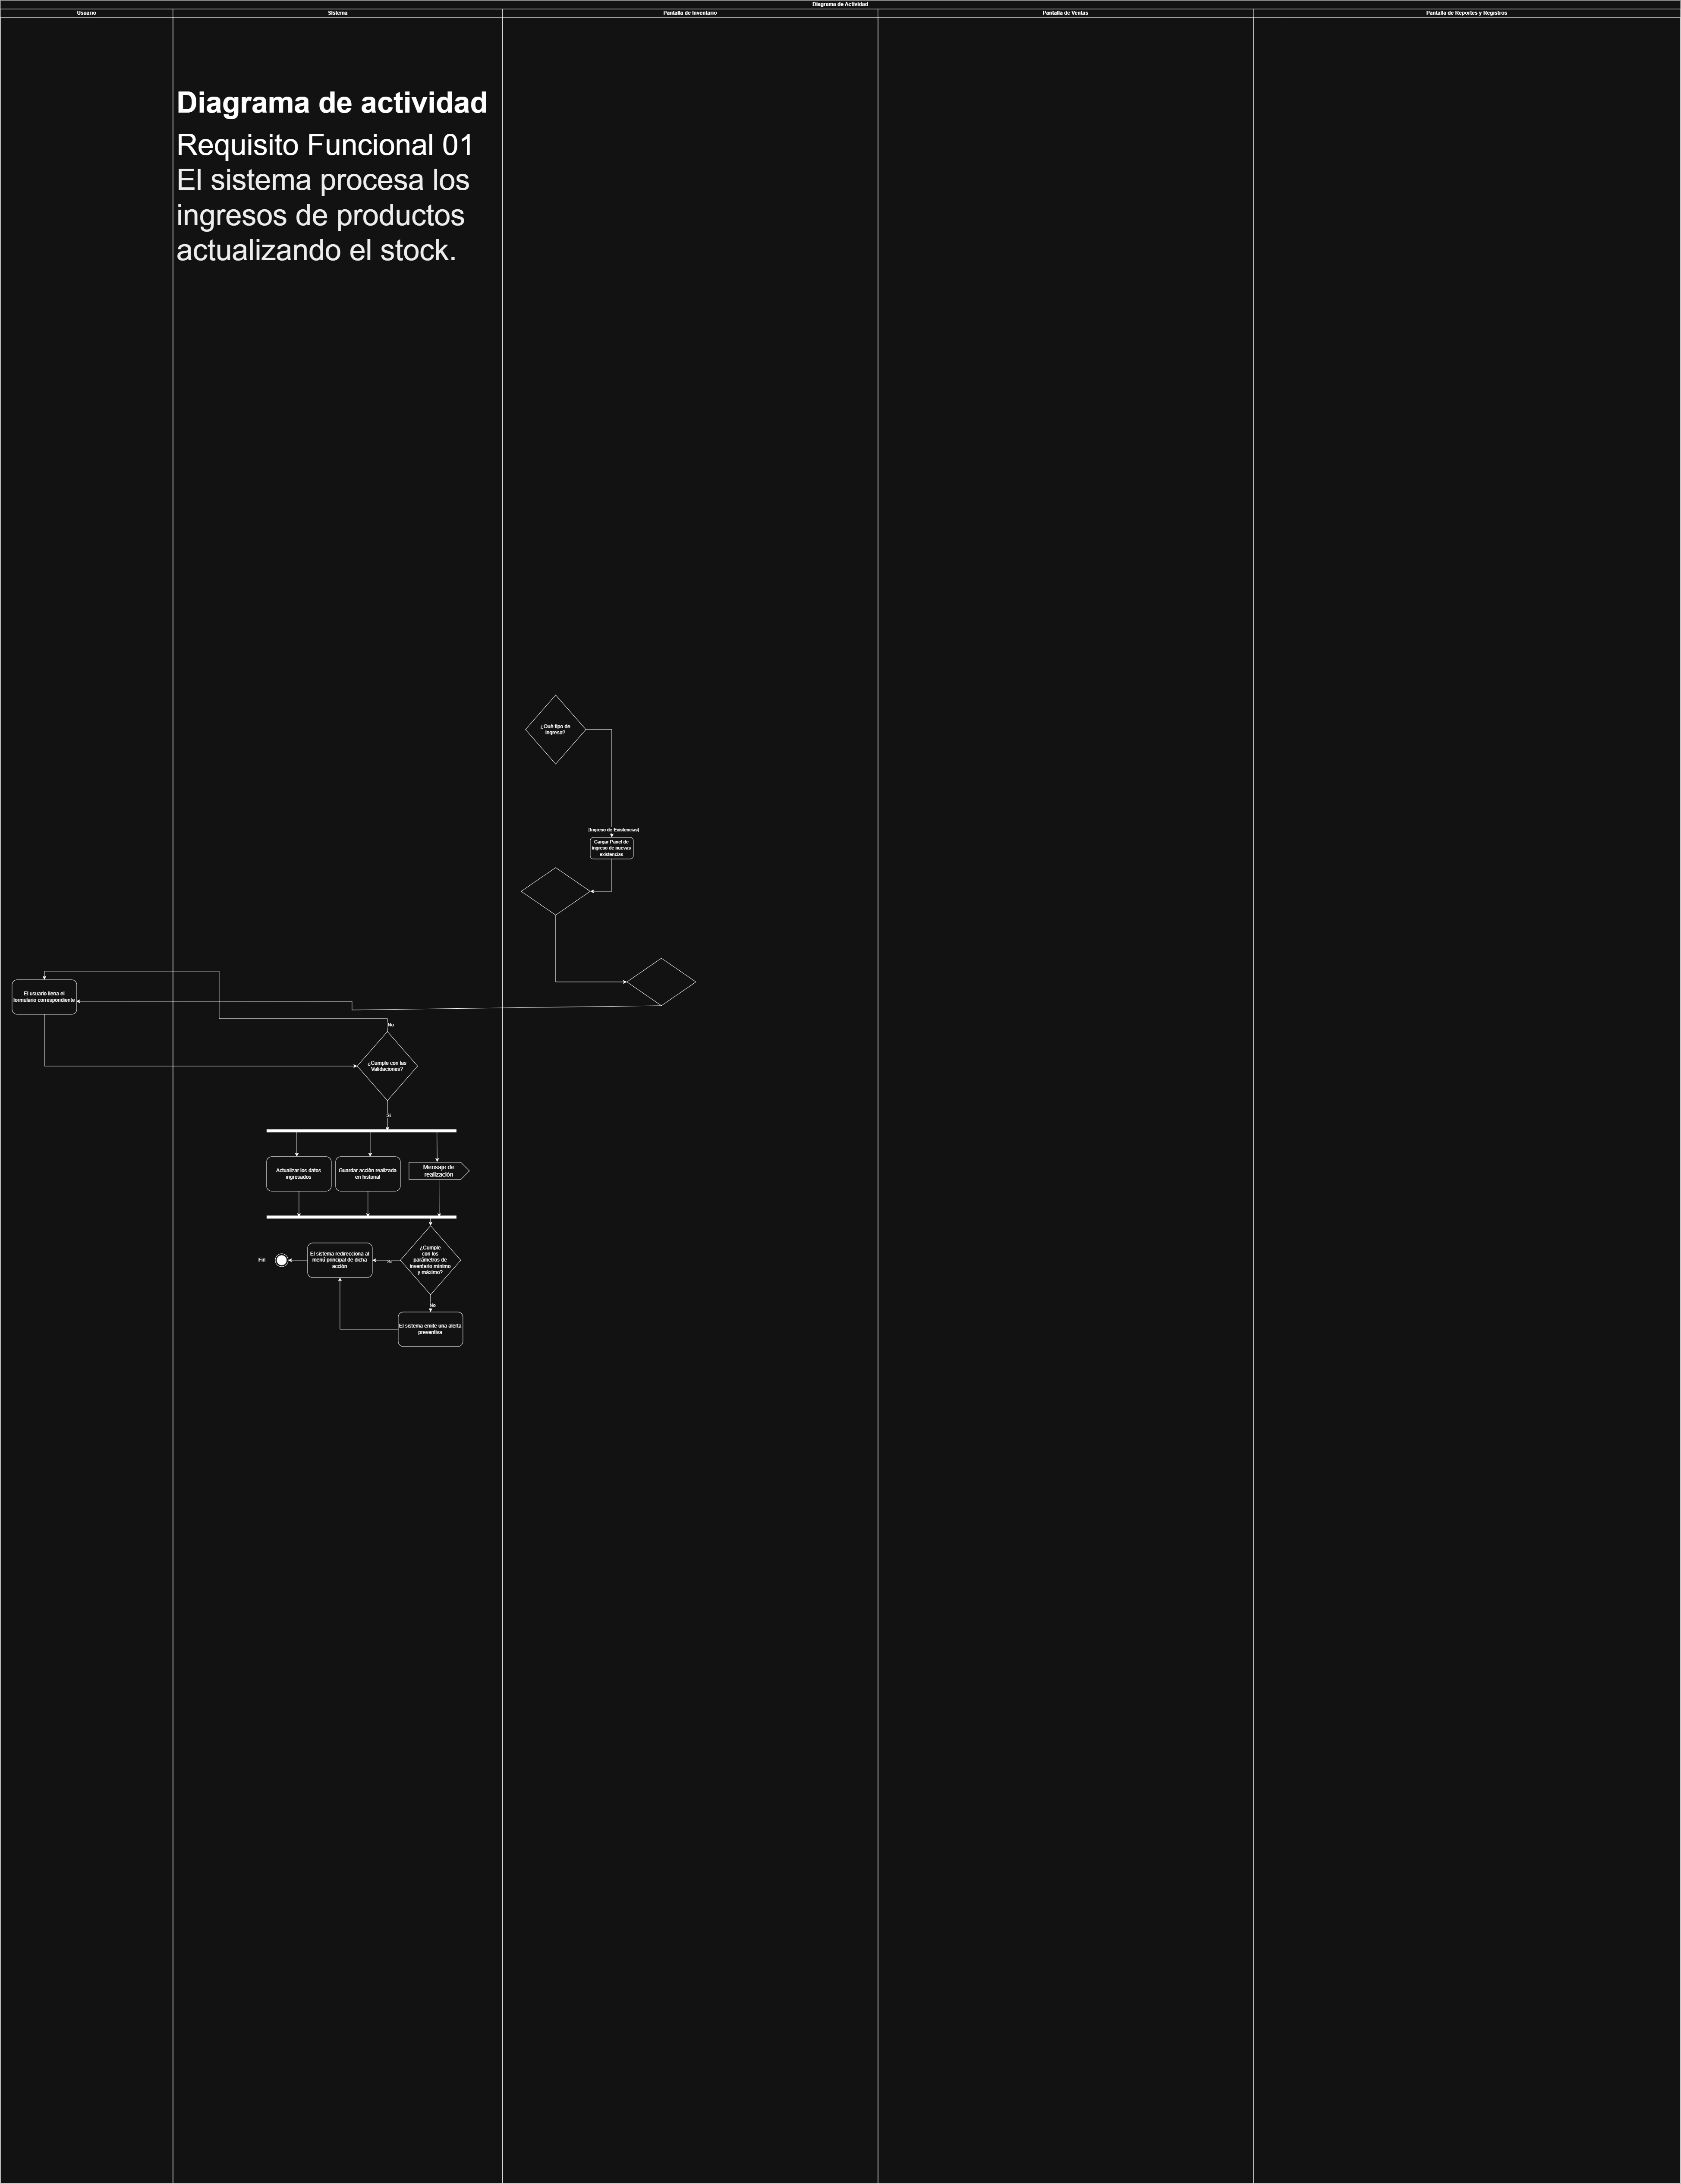 Diagrama de Actividad
Usuario
Sistema
Pantalla de Inventario
Pantalla de Ventas
Pantalla de Reportes y Registros
Diagrama de actividad
Requisito Funcional 01
El sistema procesa los
ingresos de productos
actualizando el stock.
¿Qué tipo de
ingreso?
[Ingreso de Existencias]
Cargar Panel de
ingreso de nuevas
existencias
El usuario llena el
formulario correspondiente
No
¿Cumple con las
Validaciones?
Si
Actualizar los datos
ingresados
Guardar acción realizada
en historial
Mensaje de
realización
Fin
El sistema redirecciona al
menú principal de dicha
acción
Si
¿Cumple
con los
parámetros de
inventario mínimo
y máximo?
No
El sistema emite una alerta
preventiva